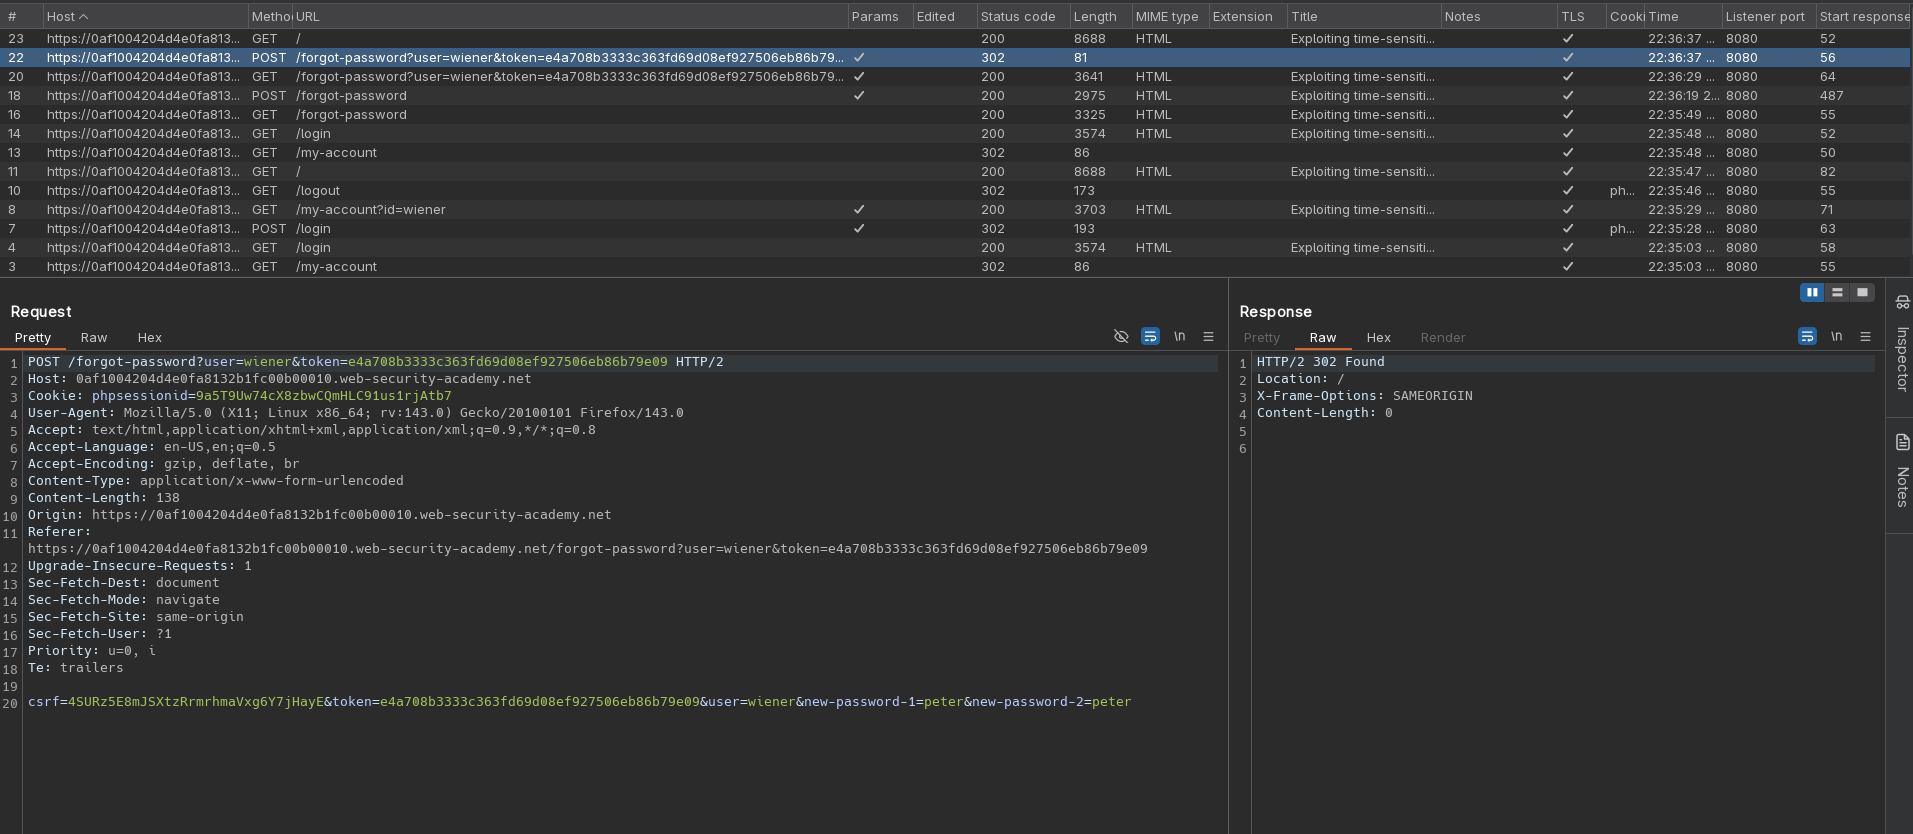 # Host Metho URL Params Edited Status code Length MIME type Extension Title Notes TLS Cooki Time Listener port Start response
23 https://0af1004204d4e0fa813... GET / 200 8688 HTML Exploiting time-sensiti... ✓ 22:36:37 ... 8080 52
22 https://0af1004204d4e0fa813... POST /forgot-password?user=wiener&token=e4a708b3333c363fd69d08ef927506eb86b79... ✓ 302 81 ✓ 22:36:37 ... 8080 56
20 https://0af1004204d4e0fa813... GET /forgot-password?user=wiener&token=e4a708b3333c363fd69d08ef927506eb86b79... ✓ 200 3641 HTML Exploiting time-sensiti... ✓ 22:36:29 ... 8080 64
18 https://0af1004204d4e0fa813... POST /forgot-password ✓ 200 2975 HTML Exploiting time-sensiti... ✓ 22:36:19 2... 8080 487
16 https://0af1004204d4e0fa813... GET /forgot-password 200 3325 HTML Exploiting time-sensiti... ✓ 22:35:49 ... 8080 55
14 https://0af1004204d4e0fa813... GET /login 200 3574 HTML Exploiting time-sensiti... ✓ 22:35:48 ... 8080 52
13 https://0af1004204d4e0fa813... GET /my-account 302 86 ✓ 22:35:48 ... 8080 50
11 https://0af1004204d4e0fa813... GET / 200 8688 HTML Exploiting time-sensiti... ✓ 22:35:47 ... 8080 82
10 https://0af1004204d4e0fa813... GET /logout 302 173 ✓ ph... 22:35:46 ... 8080 55
8 https://0af1004204d4e0fa813... GET /my-account?id=wiener ✓ 200 3703 HTML Exploiting time-sensiti... ✓ 22:35:29 ... 8080 71
7 https://0af1004204d4e0fa813... POST /login ✓ 302 193 ✓ ph... 22:35:28 ... 8080 63
4 https://0af1004204d4e0fa813... GET /login 200 3574 HTML Exploiting time-sensiti... ✓ 22:35:03 ... 8080 58
3 https://0af1004204d4e0fa813... GET /my-account 302 86 ✓ 22:35:03 ... 8080 55
Request
Pretty Raw Hex
\n
1 POST /forgot-password?user=wiener&token=e4a708b3333c363fd69d08ef927506eb86b79e09 HTTP/2
2 Host: 0af1004204d4e0fa8132b1fc00b00010.web-security-academy.net
3 Cookie: phpsessionid=9a5T9Uw74cX8zbwCQmHLC91us1rjAtb7
4 User-Agent: Mozilla/5.0 (X11; Linux x86_64; rv:143.0) Gecko/20100101 Firefox/143.0
5 Accept: text/html,application/xhtml+xml,application/xml;q=0.9,*/*;q=0.8
6 Accept-Language: en-US,en;q=0.5
7 Accept-Encoding: gzip, deflate, br
8 Content-Type: application/x-www-form-urlencoded
9 Content-Length: 138
10 Origin: https://0af1004204d4e0fa8132b1fc00b00010.web-security-academy.net
11 Referer:
https://0af1004204d4e0fa8132b1fc00b00010.web-security-academy.net/forgot-password?user=wiener&token=e4a708b3333c363fd69d08ef927506eb86b79e09
12 Upgrade-Insecure-Requests: 1
13 Sec-Fetch-Dest: document
14 Sec-Fetch-Mode: navigate
15 Sec-Fetch-Site: same-origin
16 Sec-Fetch-User: ?1
17 Priority: u=0, i
18 Te: trailers
19
20 csrf=4SURz5E8mJSXtzRrmrhmaVxg6Y7jHayE&token=e4a708b3333c363fd69d08ef927506eb86b79e09&user=wiener&new-password-1=peter&new-password-2=peter
Response
Pretty Raw Hex Render
\n
1 HTTP/2 302 Found
2 Location: /
3 X-Frame-Options: SAMEORIGIN
4 Content-Length: 0
5
6
Inspector
Notes